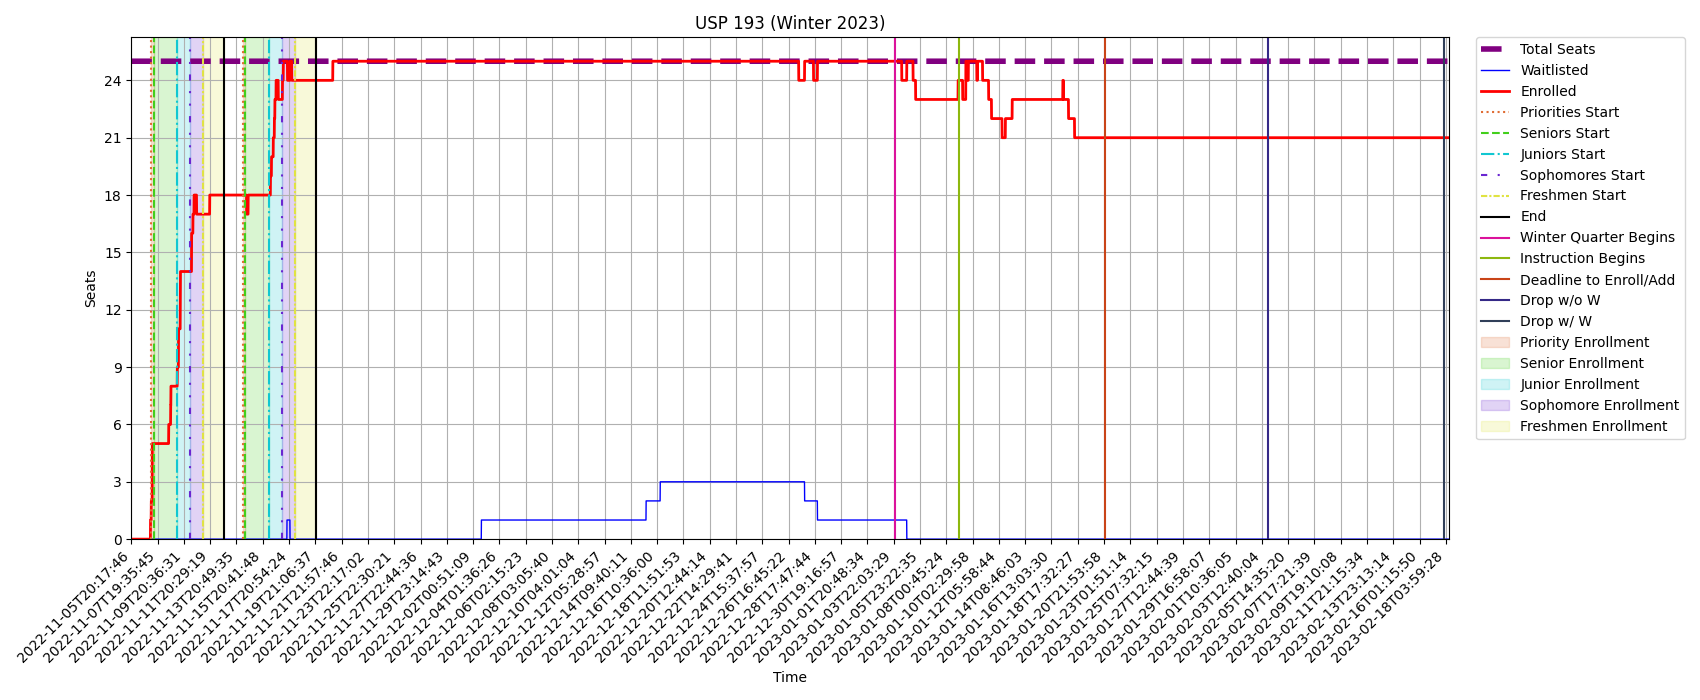 USP 193 (Winter 2023)
Seats
24
21
18
15
12
9
6
3
0
2022-11-05T20:17:46
2022-11-07T19:35:45
2022-11-09T20:36:31
2022-11-11T20:29:19
2022-11-13T20:49:35
2022-11-15T20:41:48
2022-11-17T20:54:24
2022-11-19T21:06:37
2022-11-21T21:57:46
2022-11-23T22:17:02
2022-11-25T22:30:21
2022-11-27T22:44:36
2022-11-29T23:14:43
2022-12-02T00:51:09
2022-12-04T01:36:26
2022-12-06T02:15:23
2022-12-08T03:05:40
2022-12-10T04:01:04
2022-12-12T05:28:57
2022-12-14T09:40:11
2022-12-16T10:36:00
2022-12-18T11:51:53
2022-12-20T12:44:14
2022-12-22T14:29:41
2022-12-24T15:37:57
2022-12-26T16:45:22
2022-12-28T17:47:44
2022-12-30T19:16:57
2023-01-01T20:48:34
2023-01-03T22:03:29
2023-01-05T23:22:35
2023-01-08T00:45:24
2023-01-10T02:29:58
2023-01-12T05:58:44
2023-01-14T08:46:03
2023-01-16T13:03:30
2023-01-18T17:32:27
2023-01-20T21:53:58
2023-01-23T01:51:14
2023-01-25T07:32:15
2023-01-27T12:44:39
2023-01-29T16:58:07
2023-02-01T10:36:05
2023-02-03T12:40:04
2023-02-05T14:35:20
2023-02-07T17:21:39
2023-02-09T19:10:08
2023-02-11T21:15:34
2023-02-13T23:13:14
2023-02-16T01:15:50
2023-02-18T03:59:28
Time
Total Seats
Waitlisted
Enrolled
Priorities Start
Seniors Start
Juniors Start
Sophomores Start
Freshmen Start
End
Winter Quarter Begins
Instruction Begins
Deadline to Enroll/Add
Drop w/o W
Drop w/ W
Priority Enrollment
Senior Enrollment
Junior Enrollment
Sophomore Enrollment
Freshmen Enrollment